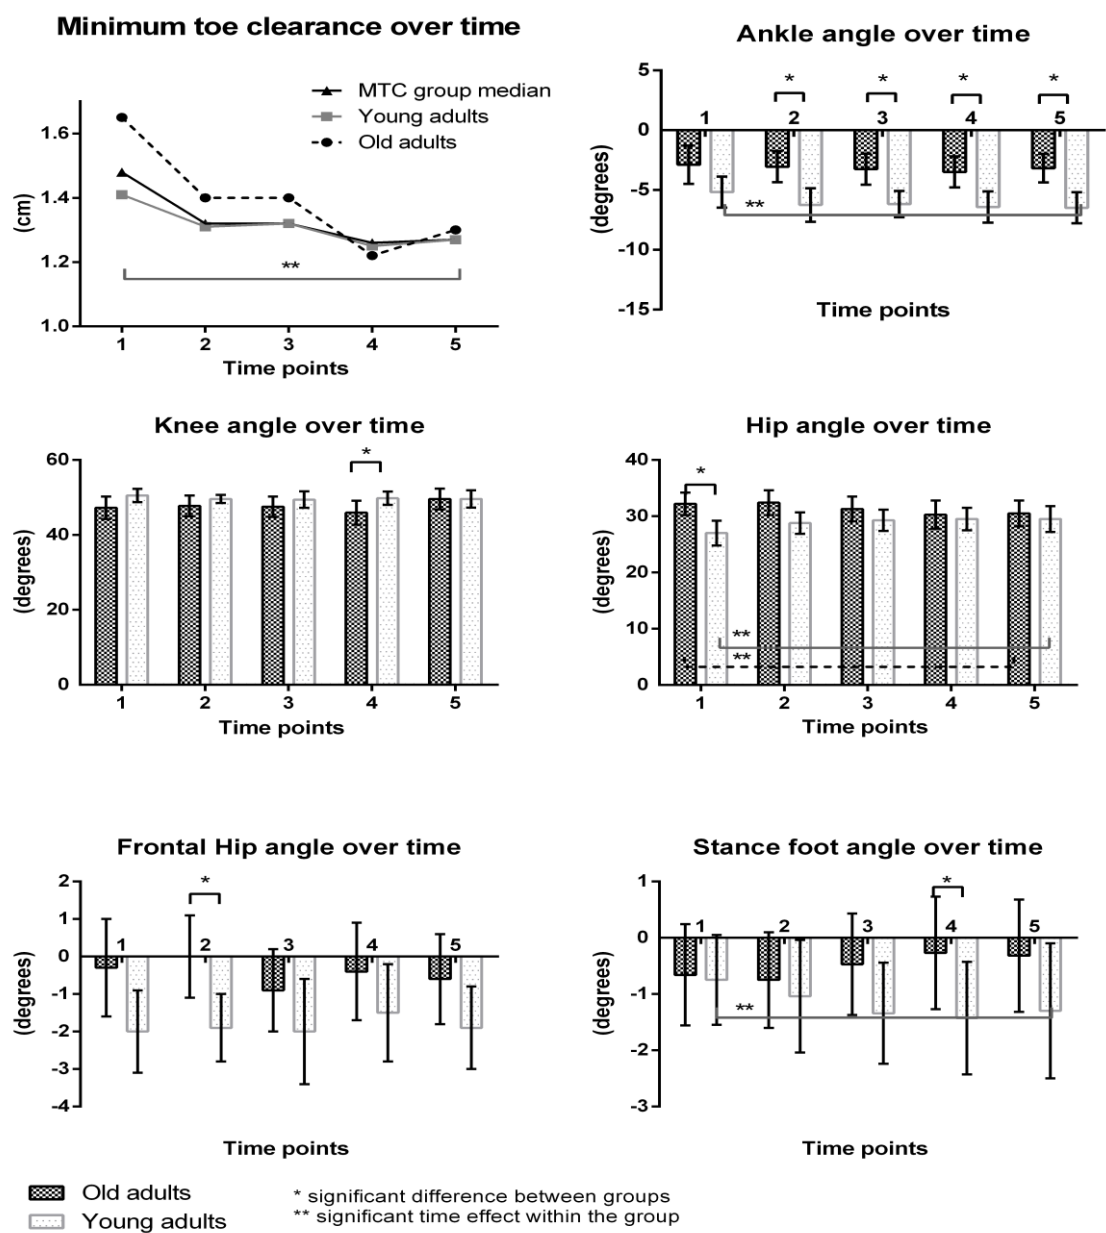 Minimum toe clearance over time
MTC group median
Young adults
Old adults
(cm)
1.6
1.4
1.2
1.0
**
1 2 3 4 5
Time points
Ankle angle over time
(degrees)
5
0
-5
-10
-15
* * * *
1 2 3 4 5
**
Time points
Knee angle over time
(degrees)
60
40
20
0
*
1 2 3 4 5
Time points
Hip angle over time
(degrees)
40
30
20
10
0
*
**
**
1 2 3 4 5
Time points
Frontal Hip angle over time
(degrees)
2
1
0
-1
-2
-3
-4
*
1 2 3 4 5
Time points
Stance foot angle over time
(degrees)
1
0
-1
-2
-3
*
1 2 3 4 5
**
Time points
Old adults
Young adults
* significant difference between groups
** significant time effect within the group